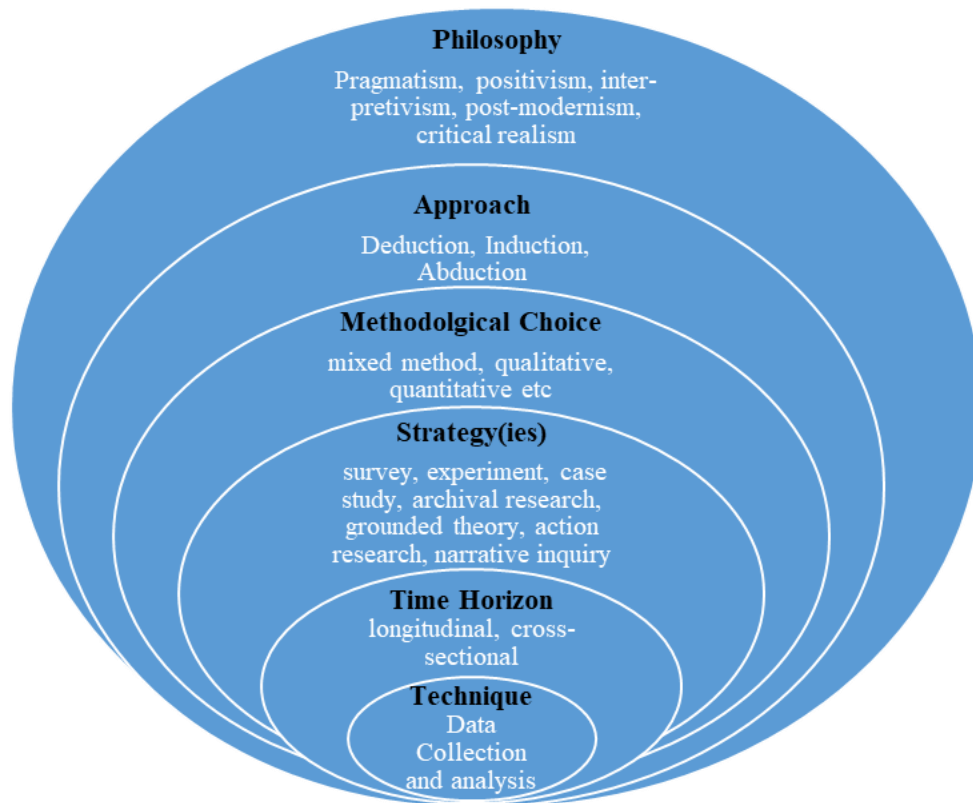 Philosophy
Pragmatism, positivism, inter-
pretivism, post-modernism,
critical realism
Approach
Deduction, Induction,
Abduction
Methodolgical Choice
mixed method, qualitative,
quantitative etc
Strategy(ies)
survey, experiment, case
study, archival research,
grounded theory, action
research, narrative inquiry
Time Horizon
longitudinal, cross-
sectional
Technique
Data
Collection
and analysis